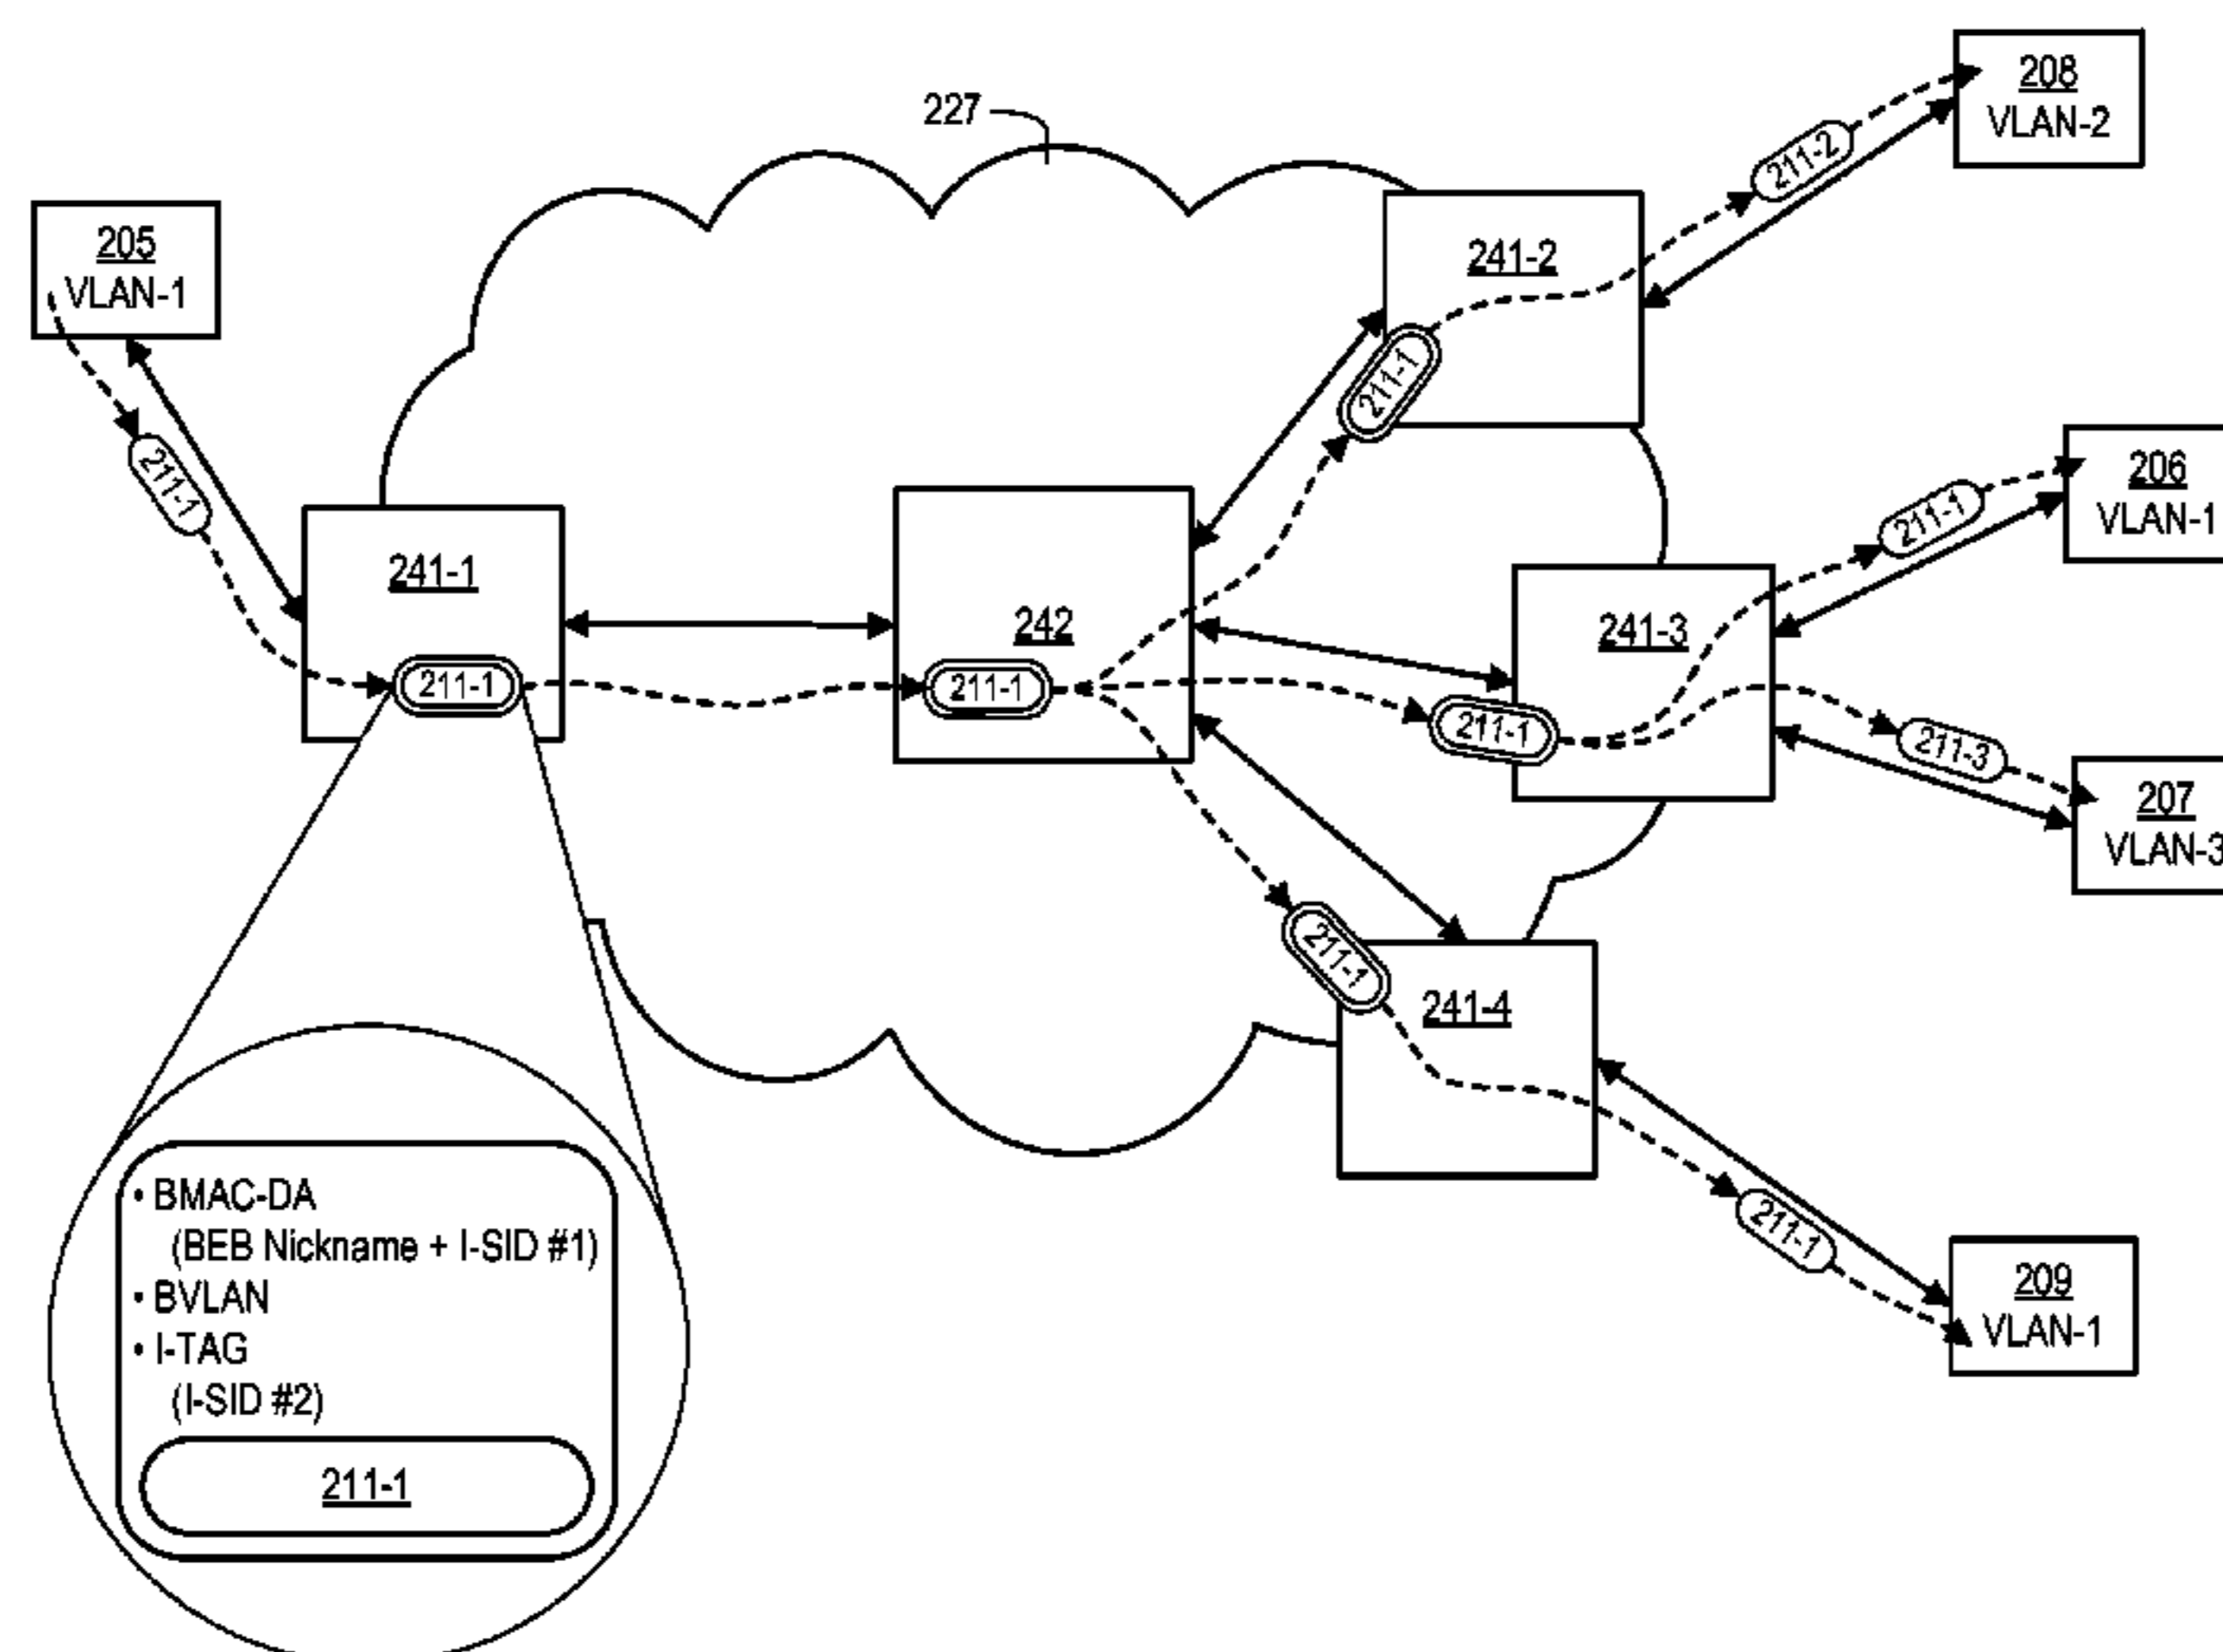 227
208
VLAN-2
211-2
205
VLAN-1
241-2
211-1
211-1
206
VLAN-1
211-1
241-1
242
241-3
211-1
211-1
211-1
211-3
207
VLAN-3
211-1
241-4
211-1
209
VLAN-1
• BMAC-DA
(BEB Nickname + I-SID #1)
• BVLAN
• I-TAG
(I-SID #2)
211-1